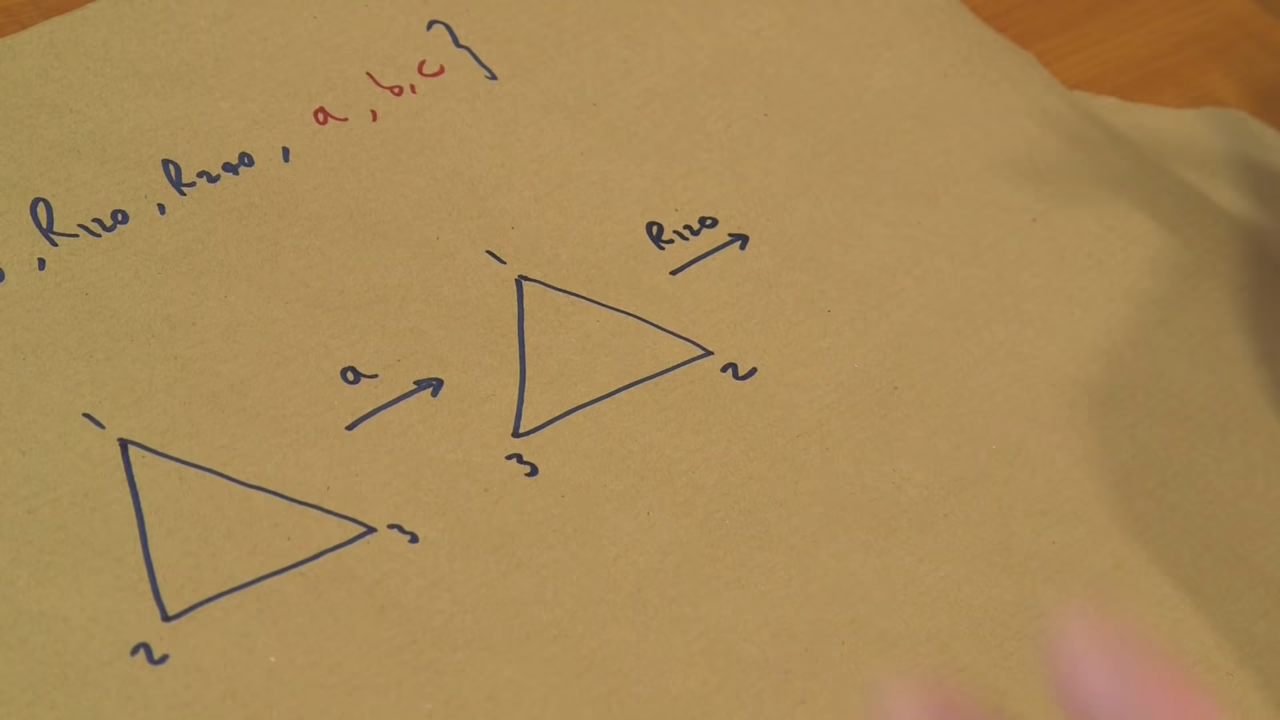 , R120, R240, a, b, c }
R120
1
a
2
3
1
3
2